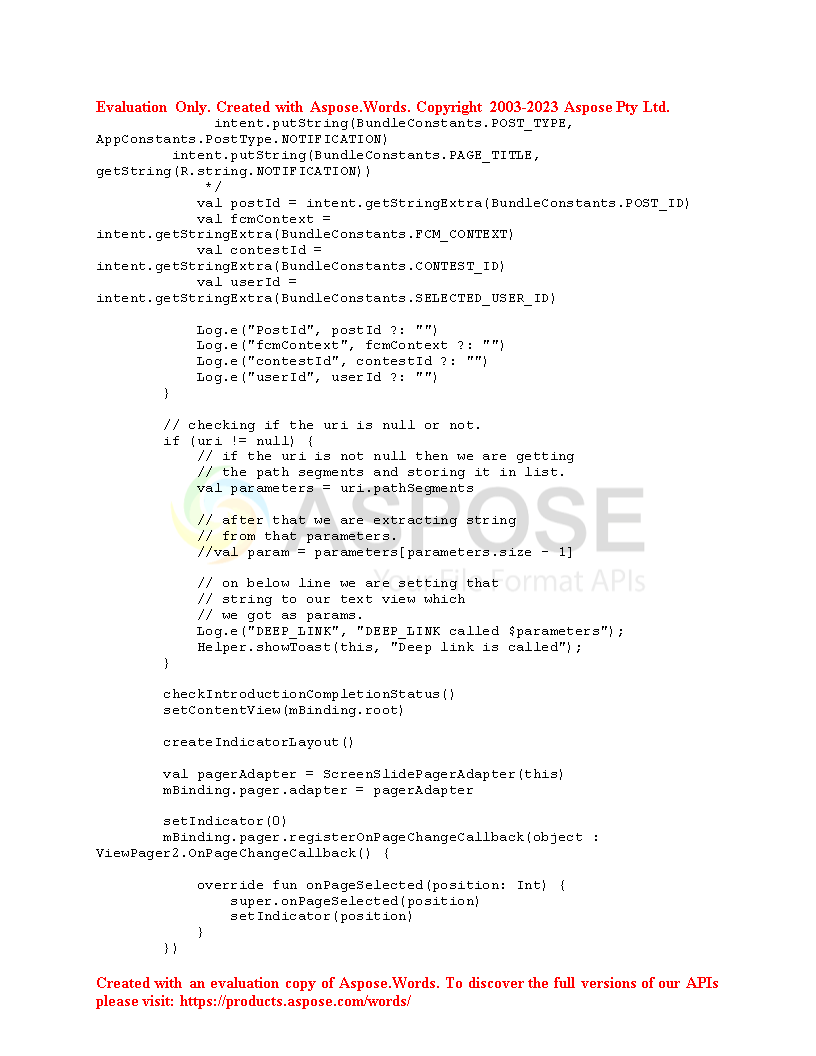 Evaluation Only. Created with Aspose.Words. Copyright 2003-2023 Aspose Pty Ltd.
intent.putString(BundleConstants.POST_TYPE,
AppConstants.PostType.NOTIFICATION)
intent.putString(BundleConstants.PAGE_TITLE,
getString(R.string.NOTIFICATION))
*/
val postId = intent.getStringExtra(BundleConstants.POST_ID)
val fcmContext =
intent.getStringExtra(BundleConstants.FCM_CONTEXT)
val contestId =
intent.getStringExtra(BundleConstants.CONTEST_ID)
val userId =
intent.getStringExtra(BundleConstants.SELECTED_USER_ID)
Log.e("PostId", postId ?: "")
Log.e("fcmContext", fcmContext ?: "")
Log.e("contestId", contestId ?: "")
Log.e("userId", userId ?: "")
}
// checking if the uri is null or not.
if (uri != null) {
// if the uri is not null then we are getting
// the path segments and storing it in list.
val parameters = uri.pathSegments
ASPOSE
// after that we are extracting string
// from that parameters.
//val param = parameters[parameters.size - 1]
Your File Format APIs
// on below line we are setting that
// string to our text view which
// we got as params.
Log.e("DEEP_LINK", "DEEP_LINK called $parameters");
Helper.showToast(this, "Deep link is called");
}
checkIntroductionCompletionStatus()
setContentView(mBinding.root)
createIndicatorLayout()
val pagerAdapter = ScreenSlidePagerAdapter(this)
mBinding.pager.adapter = pagerAdapter
setIndicator(0)
mBinding.pager.registerOnPageChangeCallback(object :
ViewPager2.OnPageChangeCallback() {
override fun onPageSelected(position: Int) {
super.onPageSelected(position)
setIndicator(position)
}
})
Created with an evaluation copy of Aspose.Words. To discover the full versions of our APIs
please visit: https://products.aspose.com/words/